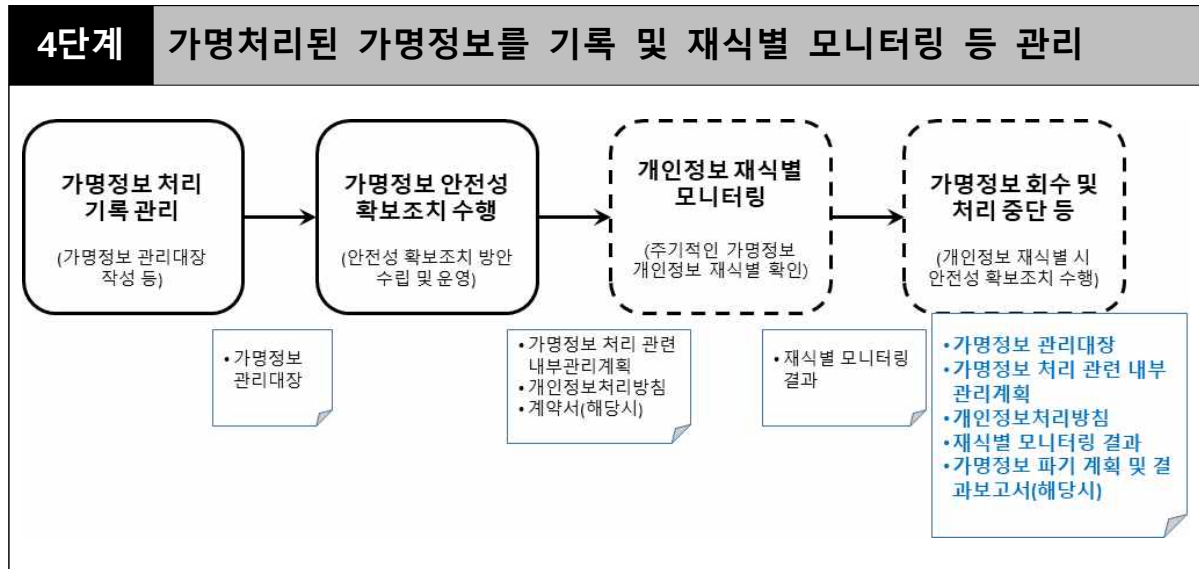 4단계 가명처리된 가명정보를 기록 및 재식별 모니터링 등 관리
가명정보 처리
기록 관리
(가명정보 관리대장
작성 등)
가명정보 안전성
확보조치 수행
(안전성 확보조치 방안
수립 및 운영)
개인정보 재식별
모니터링
(주기적인 가명정보
개인정보 재식별 확인)
가명정보 회수 및
처리 중단 등
(개인정보 재식별 시
안전성 확보조치 수행)
• 가명정보
관리대장
• 가명정보 처리 관련
내부관리계획
• 개인정보처리방침
• 계약서(해당시)
• 재식별 모니터링
결과
• 가명정보 관리대장
• 가명정보 처리 관련 내부
관리계획
• 개인정보처리방침
• 재식별 모니터링 결과
• 가명정보 파기 계획 및 결
과보고서(해당시)